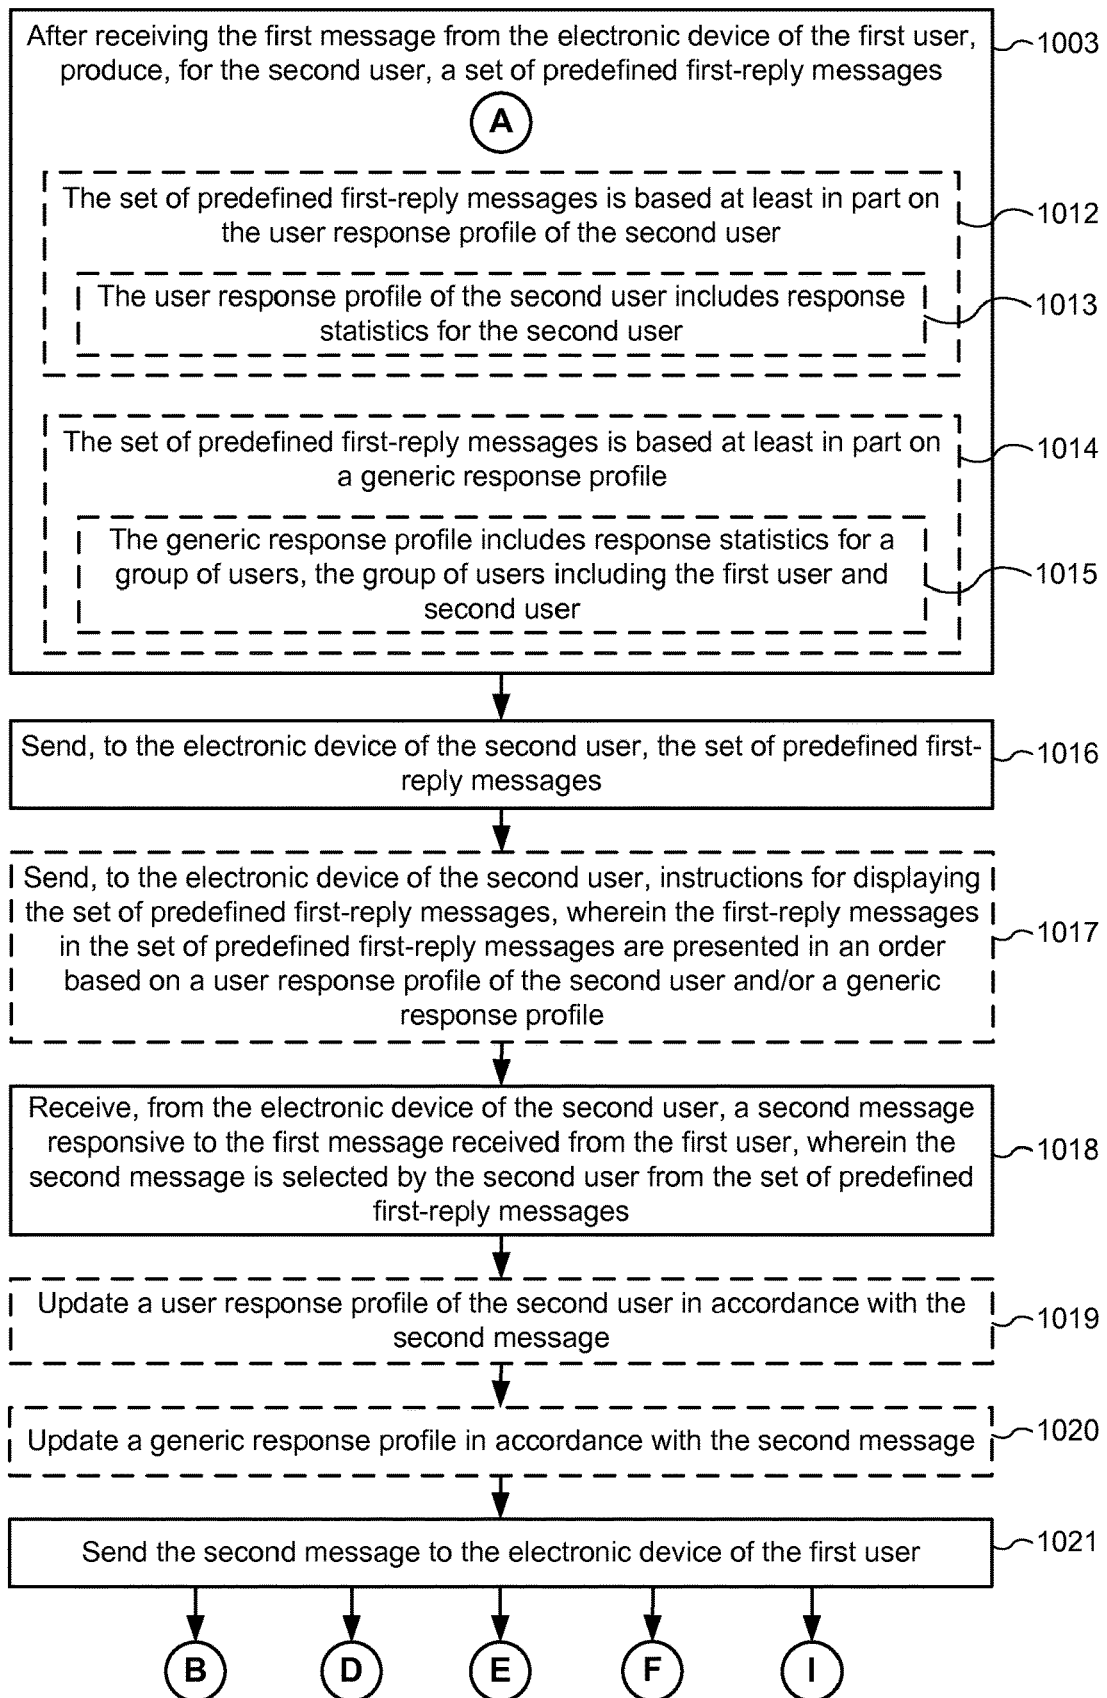 After receiving the first message from the electronic device of the first user,
produce, for the second user, a set of predefined first-reply messages
1003
A
The set of predefined first-reply messages is based at least in part on
the user response profile of the second user
1012
The user response profile of the second user includes response
statistics for the second user
1013
The set of predefined first-reply messages is based at least in part on
a generic response profile
1014
The generic response profile includes response statistics for a
group of users, the group of users including the first user and
second user
1015
Send, to the electronic device of the second user, the set of predefined first-
reply messages
1016
Send, to the electronic device of the second user, instructions for displaying
the set of predefined first-reply messages, wherein the first-reply messages
in the set of predefined first-reply messages are presented in an order
based on a user response profile of the second user and/or a generic
response profile
1017
Receive, from the electronic device of the second user, a second message
responsive to the first message received from the first user, wherein the
second message is selected by the second user from the set of predefined
first-reply messages
1018
Update a user response profile of the second user in accordance with the
second message
1019
Update a generic response profile in accordance with the second message
1020
Send the second message to the electronic device of the first user
1021
B D E F I